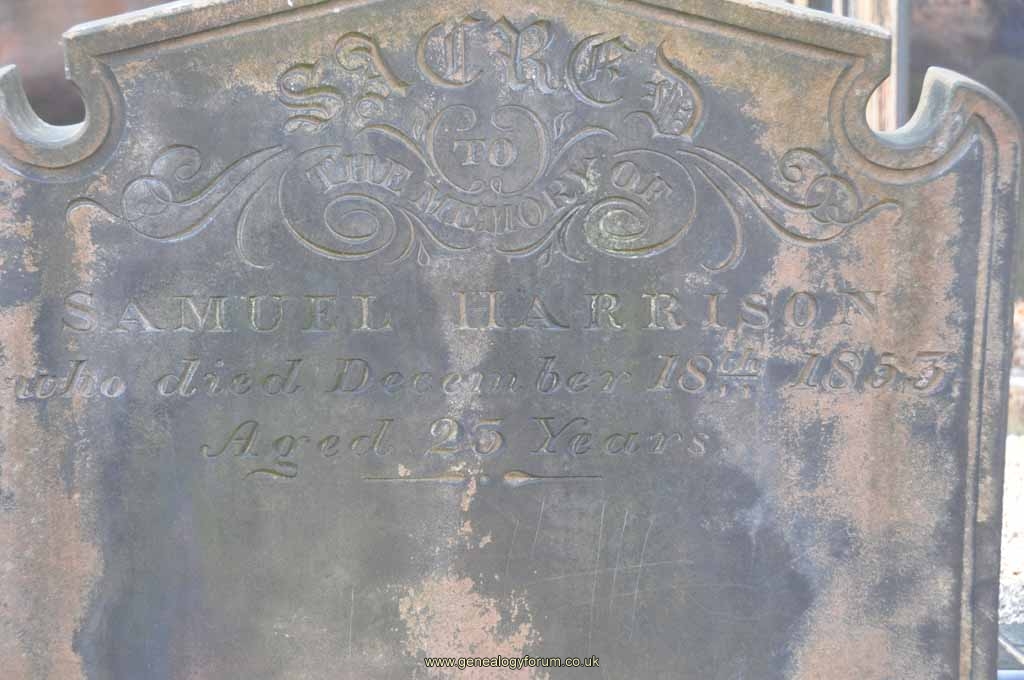 SACRED
TO
THE MEMORY OF
SAMUEL HARRISON
who died December 18th 1853
Aged 23 Years.
www.genealogyforum.co.uk